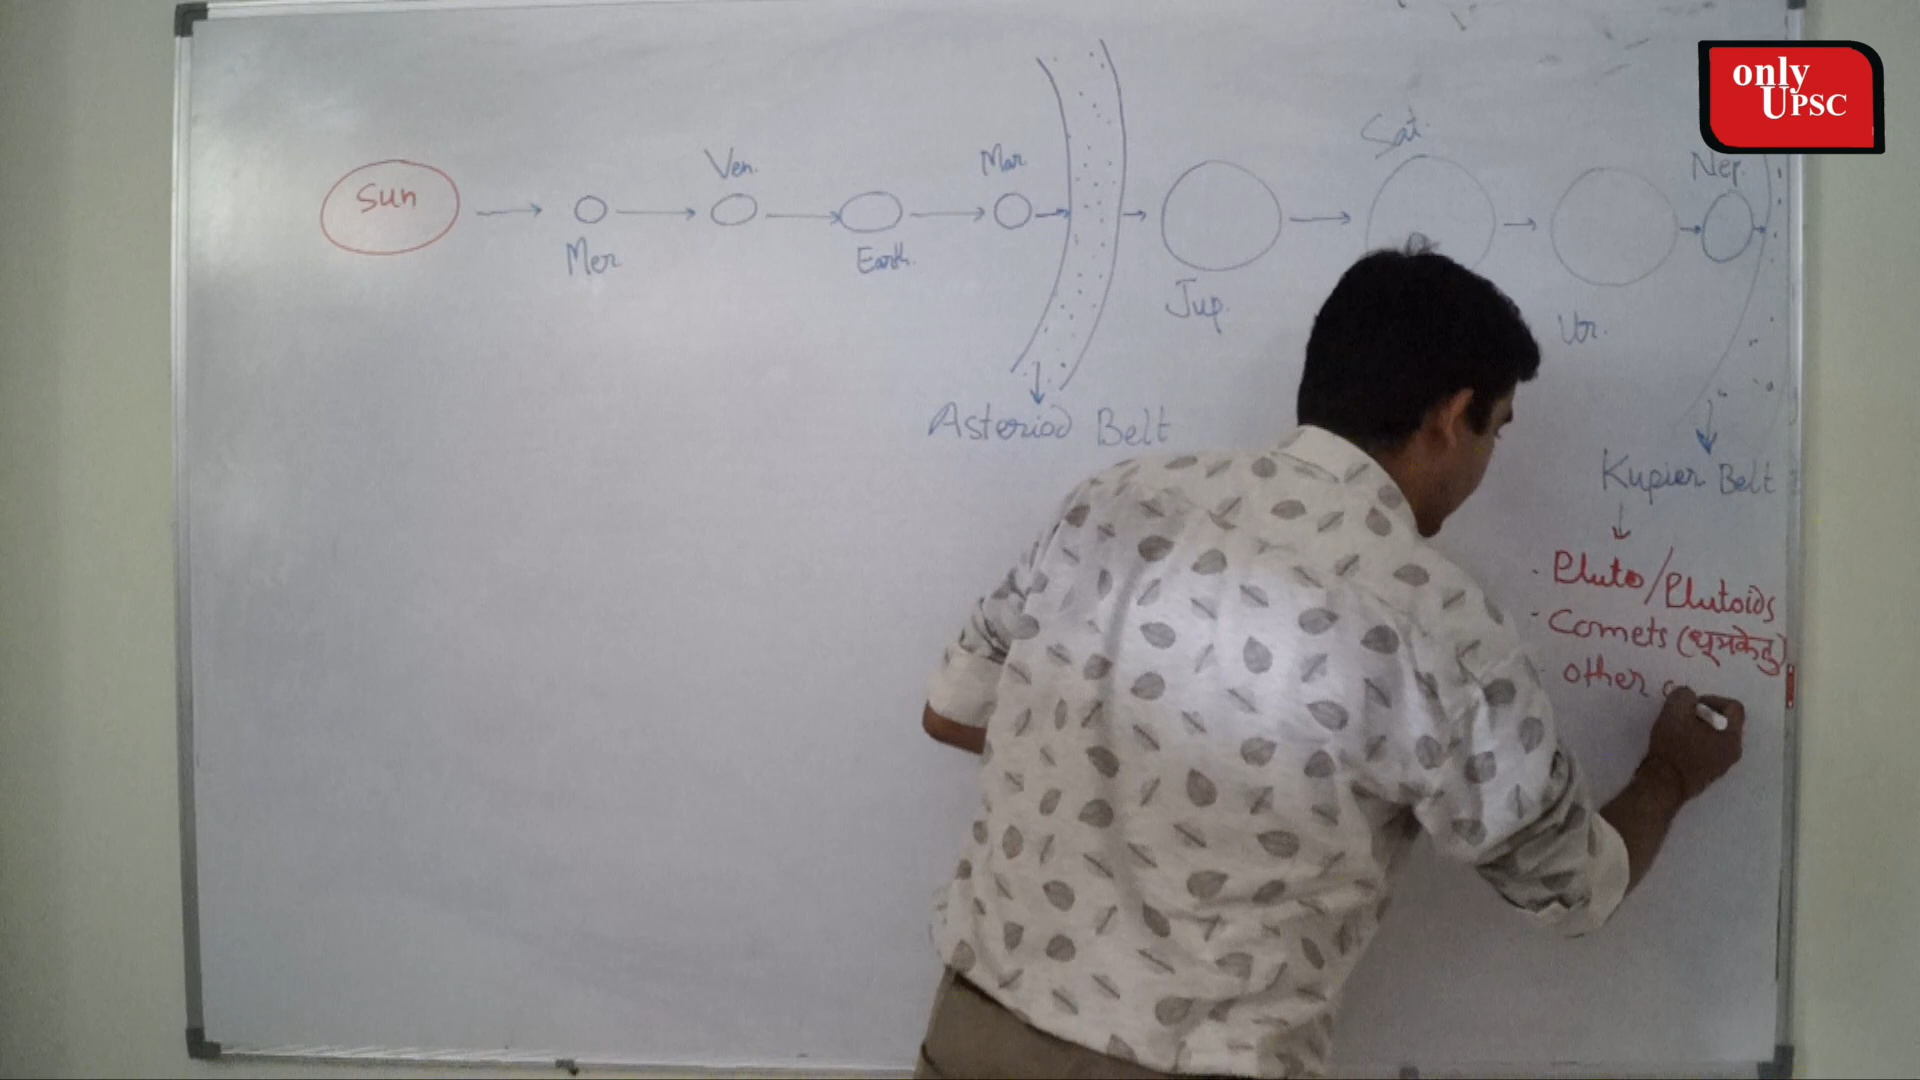 only
UPSC
Sun
Mer
Ven.
Earth.
Mar
Asteriod Belt
Jup.
Sat.
Ur.
Nep.
Kupier Belt
· Pluto/Plutoids
· Comets (धूमकेतु)
· other